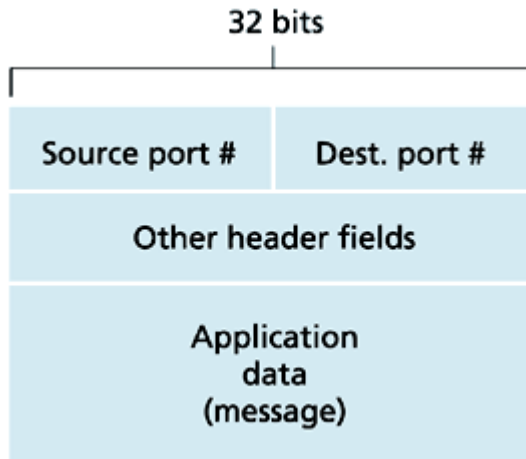 32 bits
Source port #
Dest. port #
Other header fields
Application
data
(message)